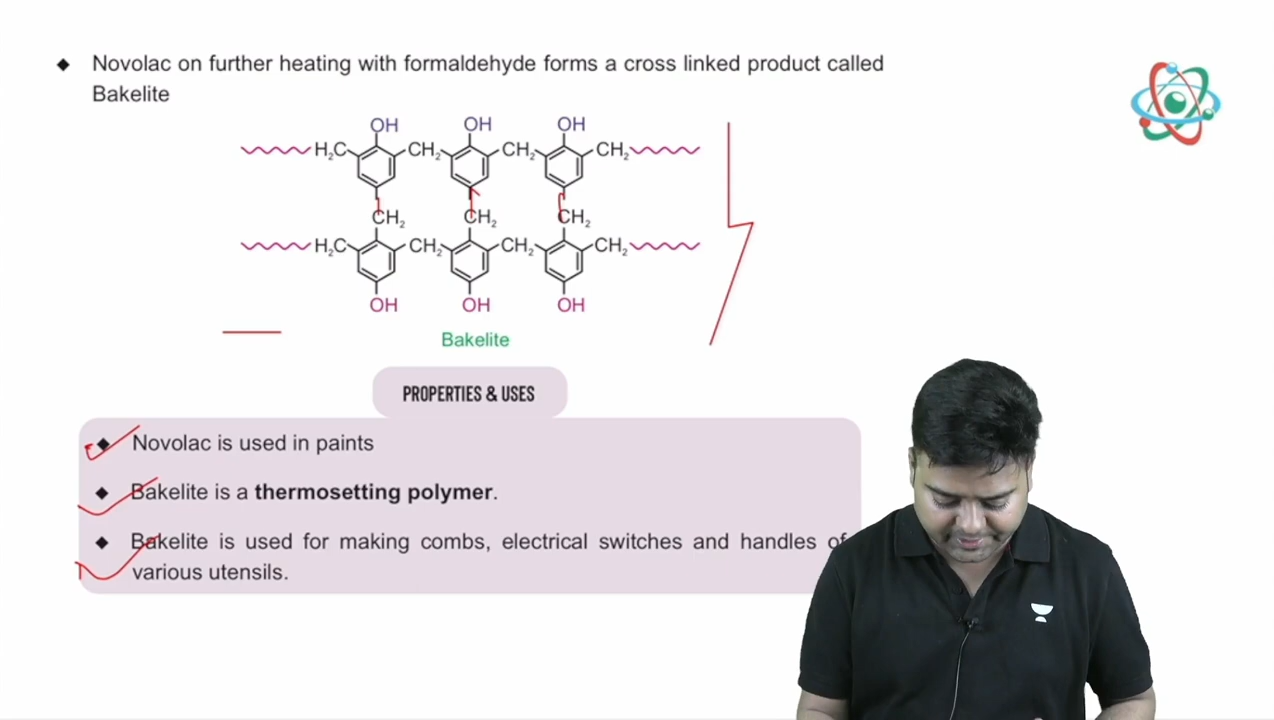 ◆ Novolac on further heating with formaldehyde forms a cross linked product called
Bakelite
OH OH OH
H₂C CH₂ CH₂ CH₂
CH₂ CH₂ CH₂
H₂C CH₂ CH₂ CH₂
OH OH OH
Bakelite
PROPERTIES & USES
◆ Novolac is used in paints
◆ Bakelite is a thermosetting polymer.
◆ Bakelite is used for making combs, electrical switches and handles of
various utensils.